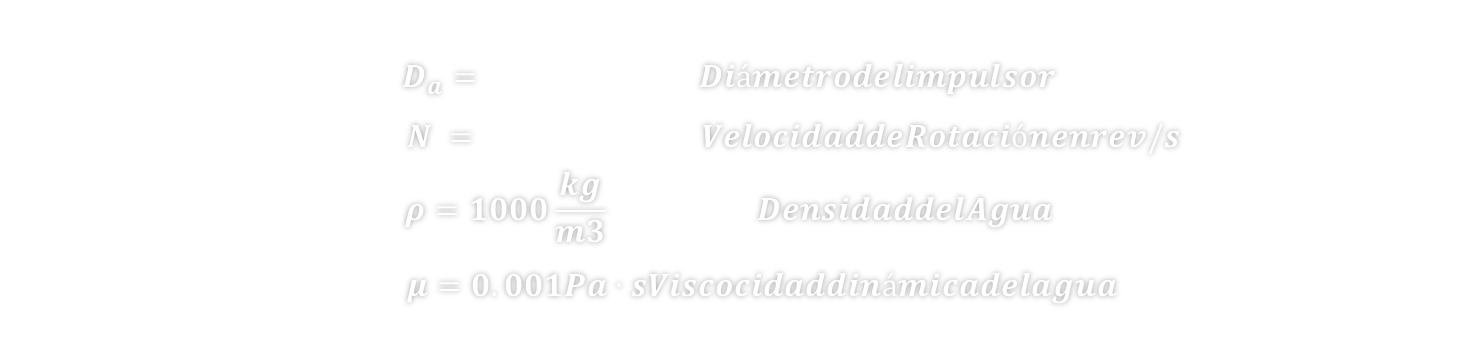 D_a = Diámetrodelimpulsor
N = VelocidaddeRotaciónenrev/s
ρ = 1000 kg/m3 DensidaddelAgua
μ = 0.001Pa · sViscocidaddinámicadelagua